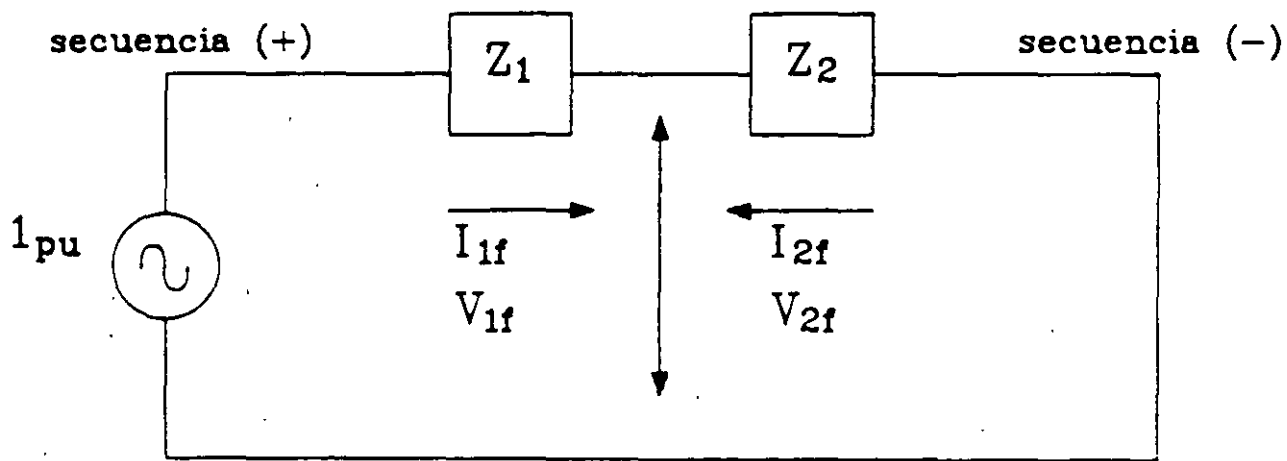 secuencia (+)
Z₁
Z₂
secuencia (-)
1pu
I1f
V1f
I2f
V2f